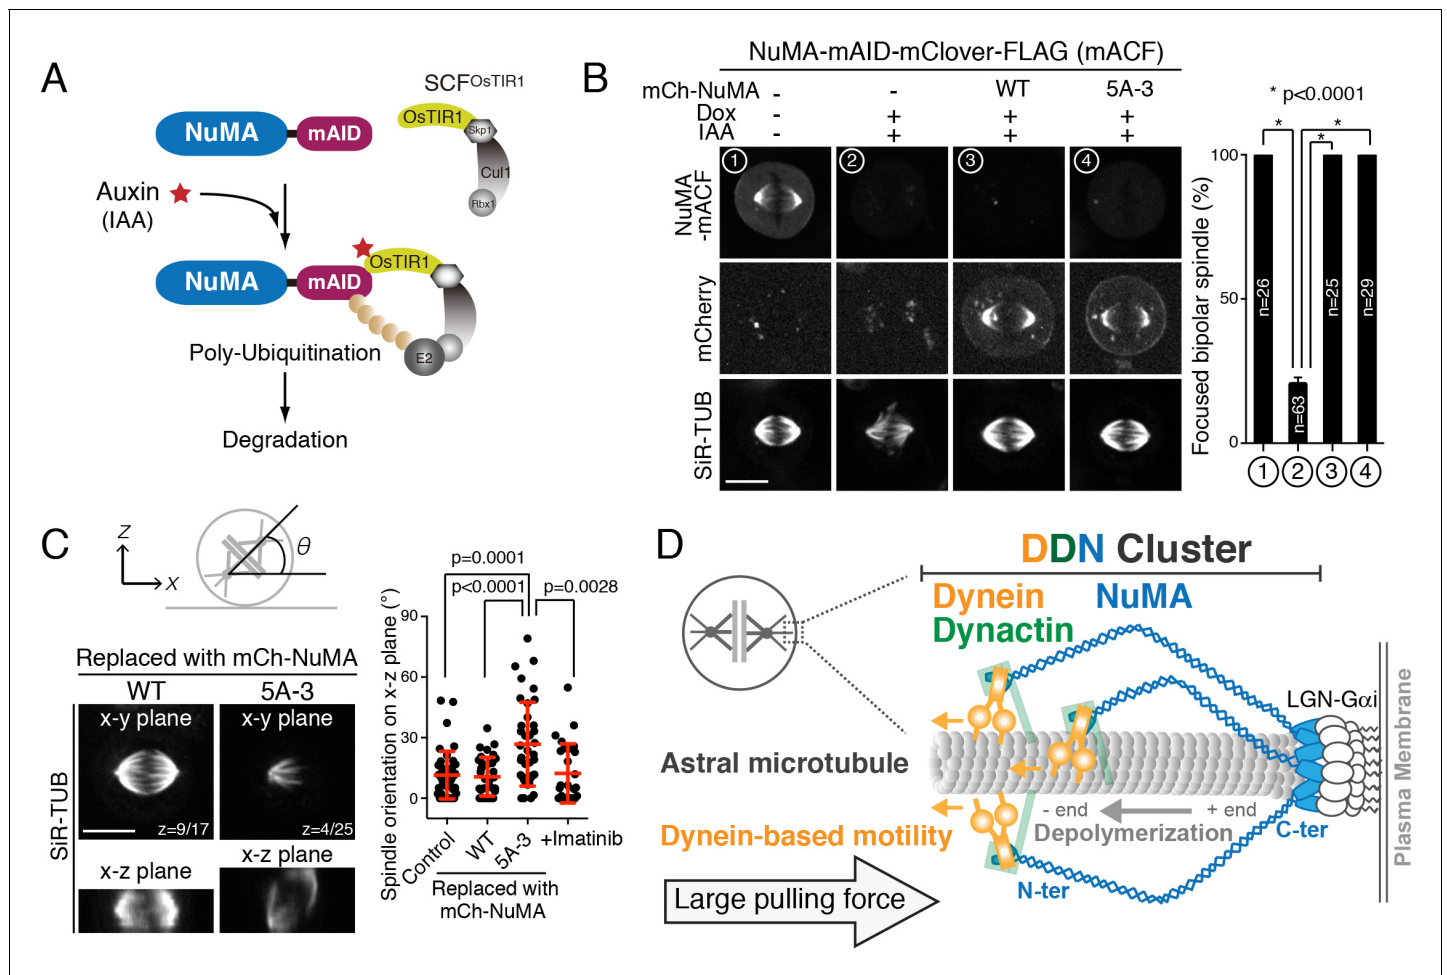 A
SCF OsTIR1
NuMA
mAID
OsTIR1
Skp1
Cul1
Rbx1
Auxin
(IAA)
NuMA
mAID
OsTIR1
E2
Poly-Ubiquitination
Degradation
B
NuMA-mAID-mClover-FLAG (mACF)
mCh-NuMA - - WT 5A-3
Dox - + + +
IAA - + + +
1 2 3 4
NuMA
-mACF
mCherry
SiR-TUB
* p<0.0001
* * *
Focused bipolar spindle (%)
100
50
0
n=26
n=63
n=25
n=29
1 2 3 4
C
z
x
θ
Replaced with mCh-NuMA
WT 5A-3
SiR-TUB
x-y plane x-y plane
z=9/17 z=4/25
x-z plane x-z plane
p=0.0001
p<0.0001 p=0.0028
Spindle orientation on x-z plane (°)
90
60
30
0
Control WT 5A-3 +Imatinib
Replaced with
mCh-NuMA
D
DDN Cluster
Dynein NuMA
Dynactin
LGN-Gαi
Plasma Membrane
Astral microtubule
- end + end
Depolymerization
C-ter
Dynein-based motility
N-ter
Large pulling force